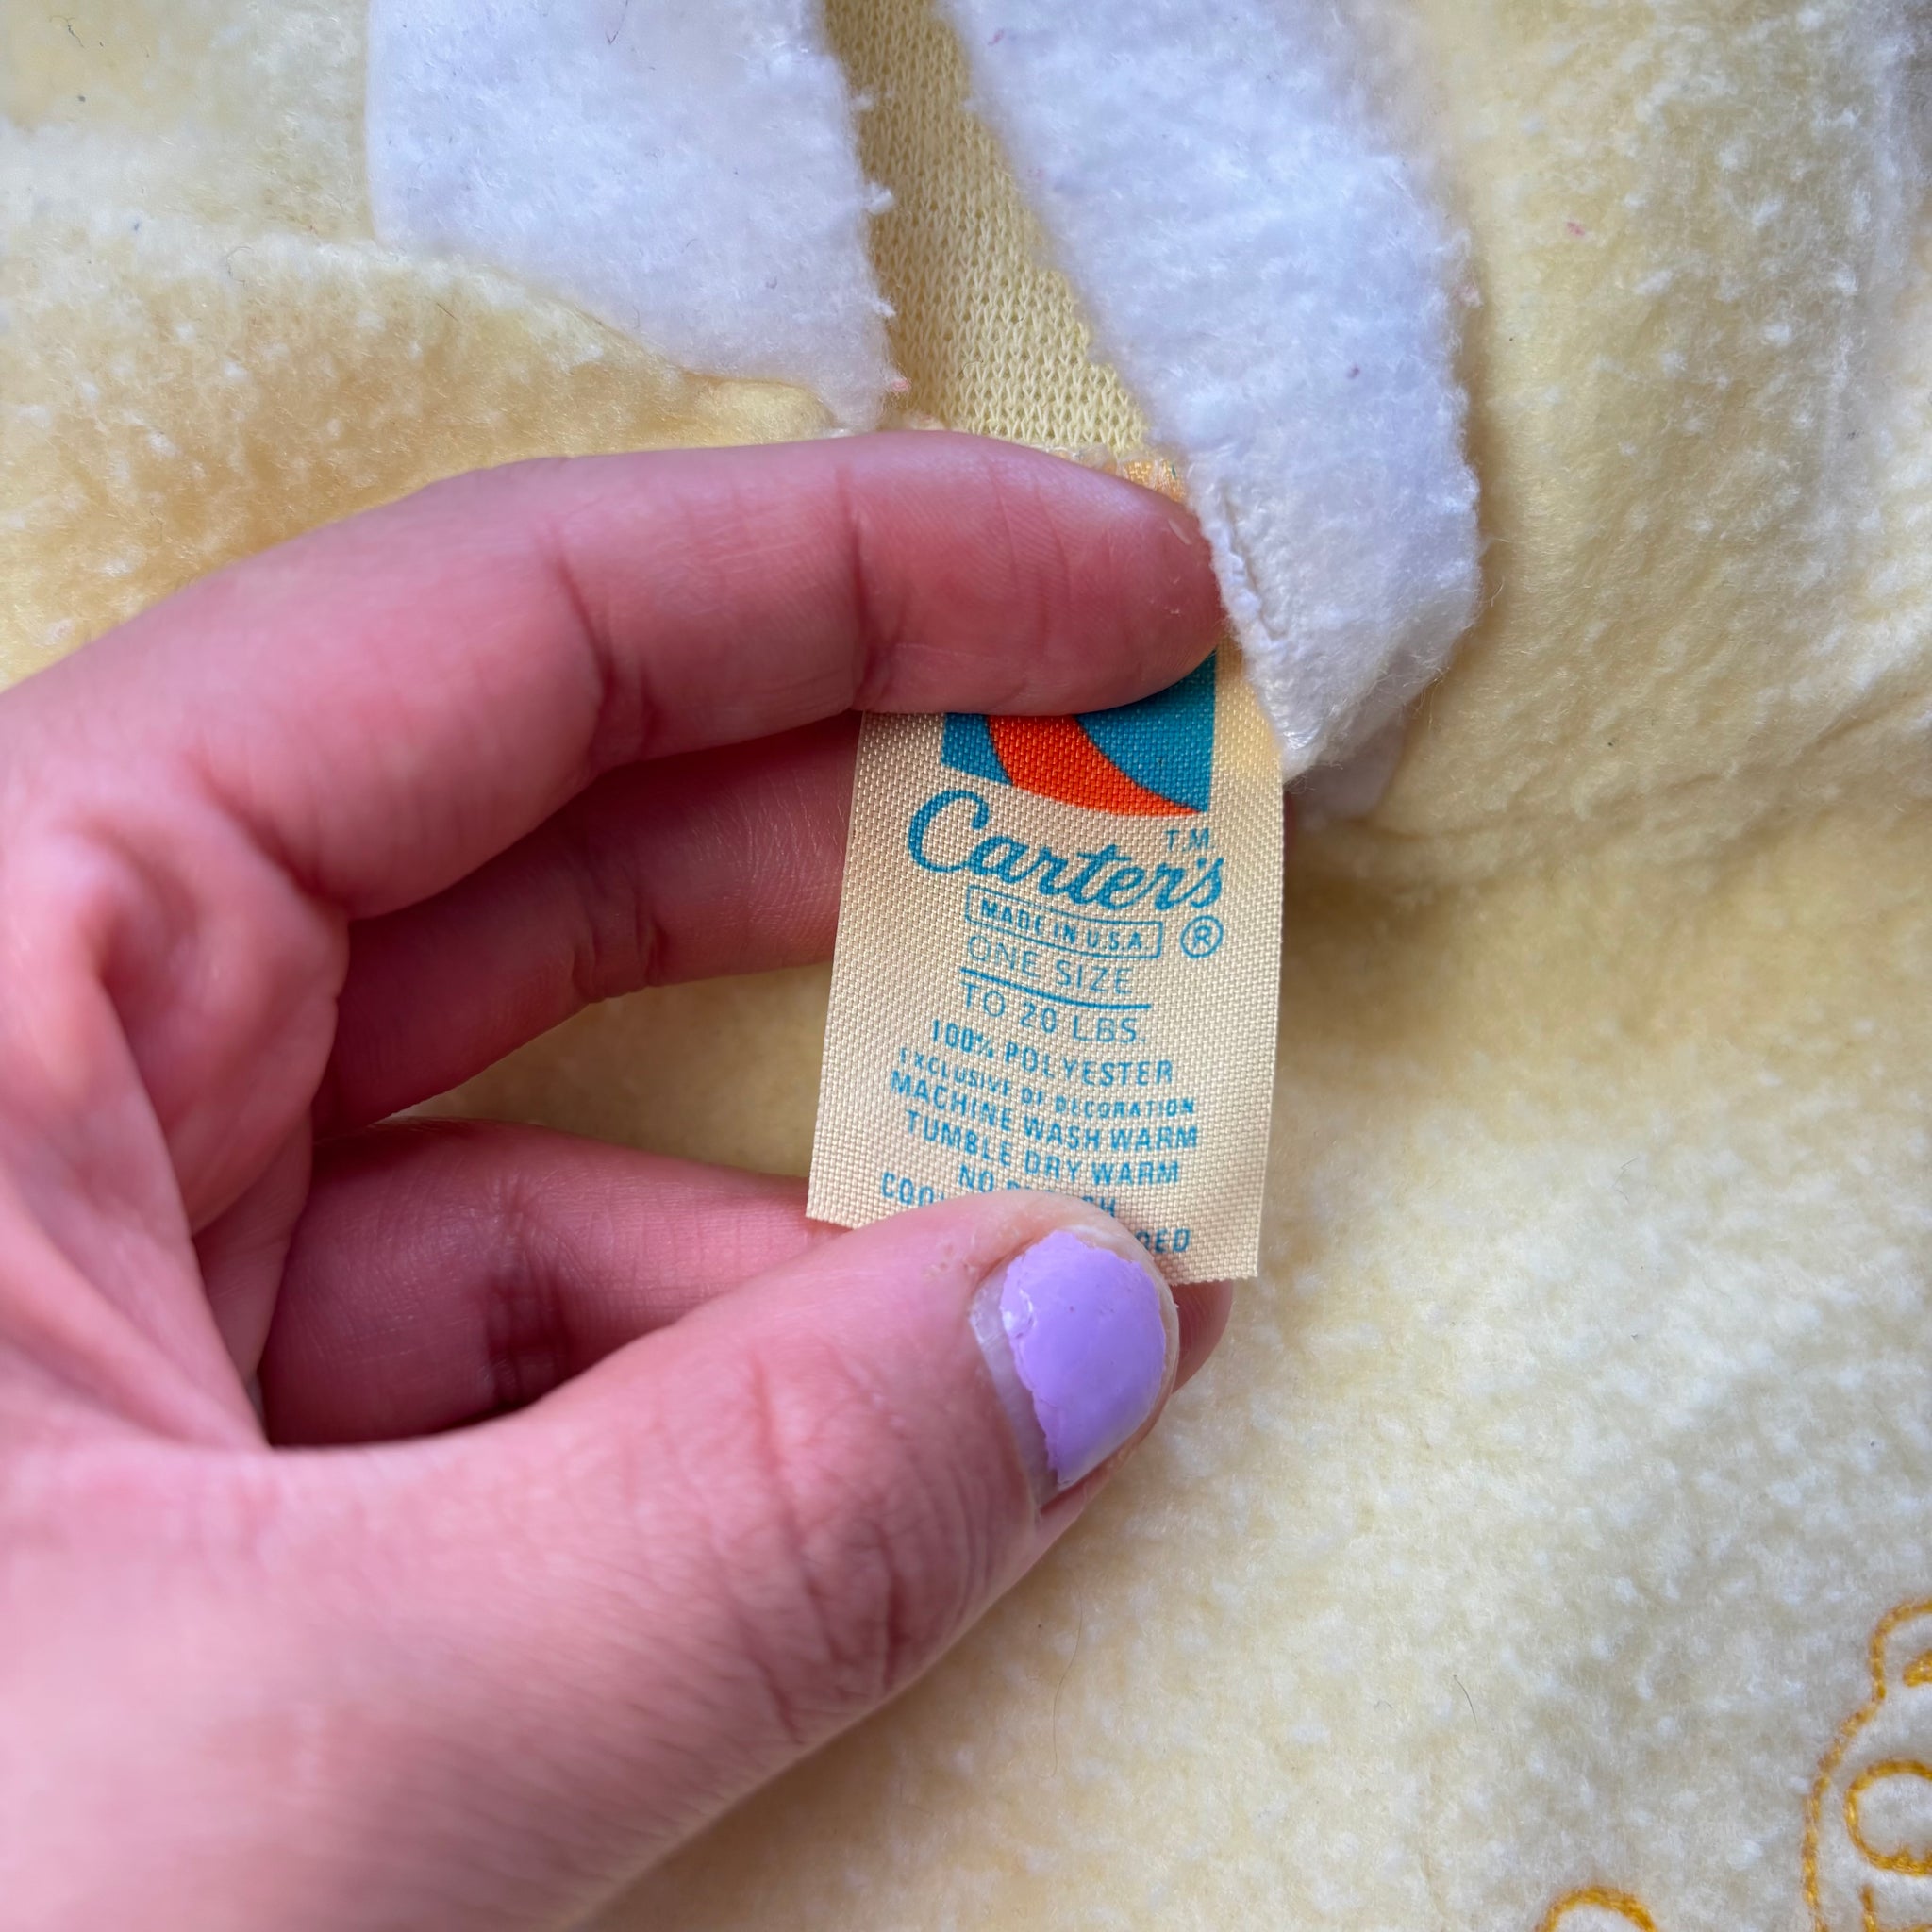 TM
Carter's
MADE IN U.S.A. ®
ONE SIZE
TO 20 LBS.
100% POLYESTER
EXCLUSIVE OF DECORATION
MACHINE WASH WARM
TUMBLE DRY WARM
NO